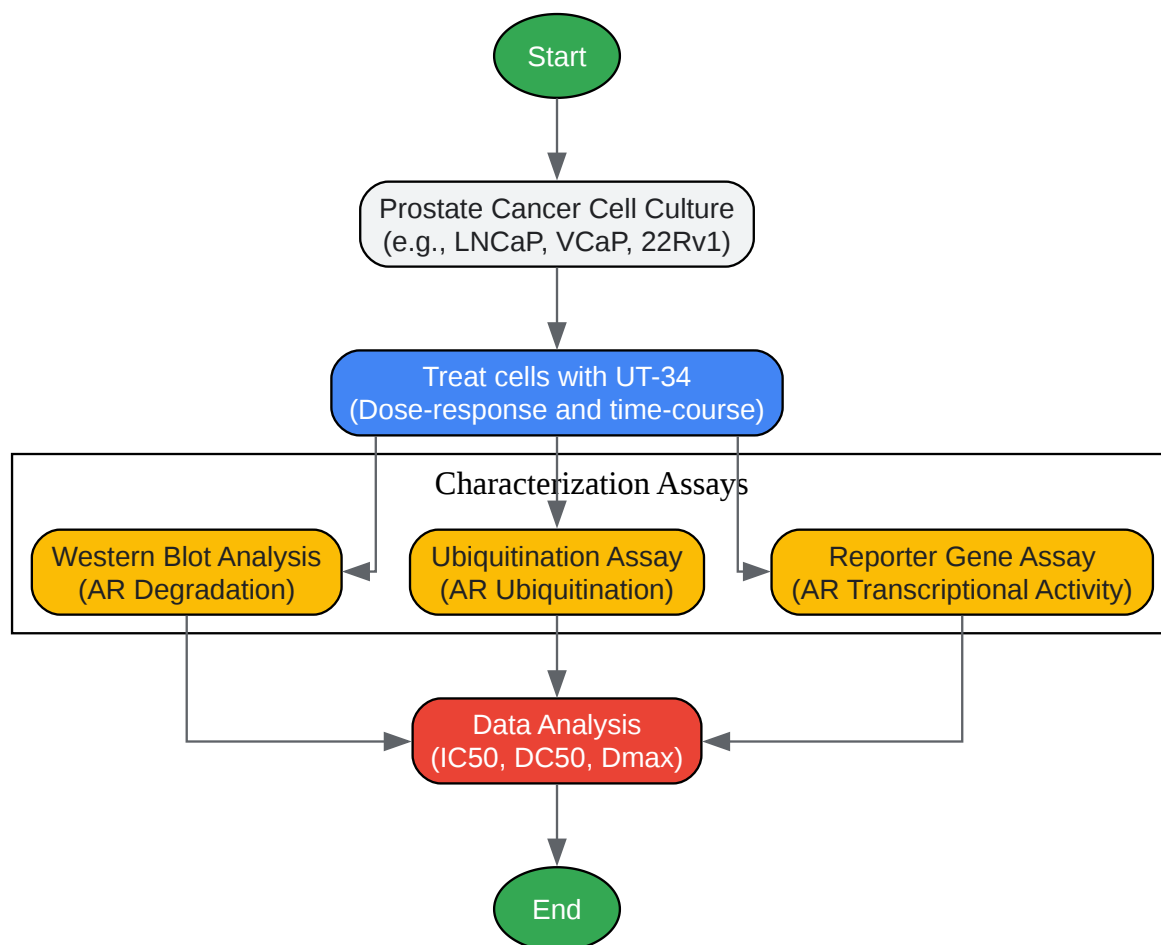 Start
Prostate Cancer Cell Culture
(e.g., LNCaP, VCaP, 22Rv1)
Treat cells with UT-34
(Dose-response and time-course)
Characterization Assays
Western Blot Analysis
(AR Degradation)
Ubiquitination Assay
(AR Ubiquitination)
Reporter Gene Assay
(AR Transcriptional Activity)
Data Analysis
(IC50, DC50, Dmax)
End